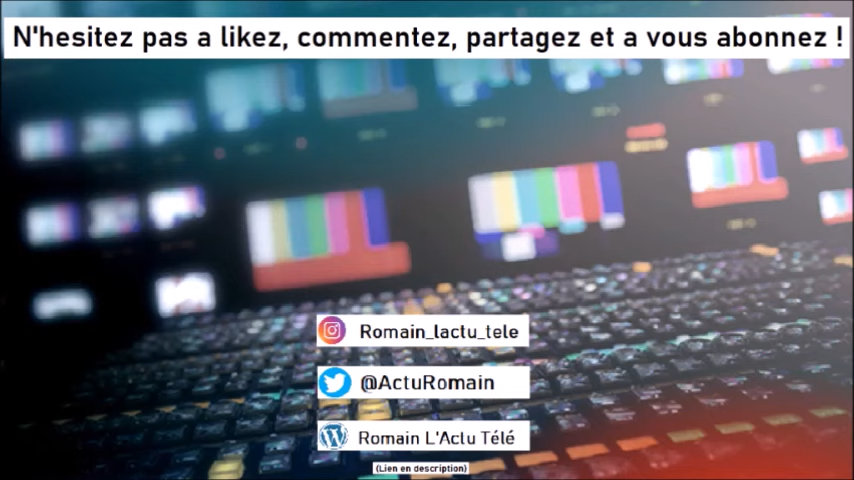 N'hesitez pas a likez, commentez, partagez et a vous abonnez !
Romain_lactu_tele
@ActuRomain
Romain L'Actu Télé
(Lien en description)